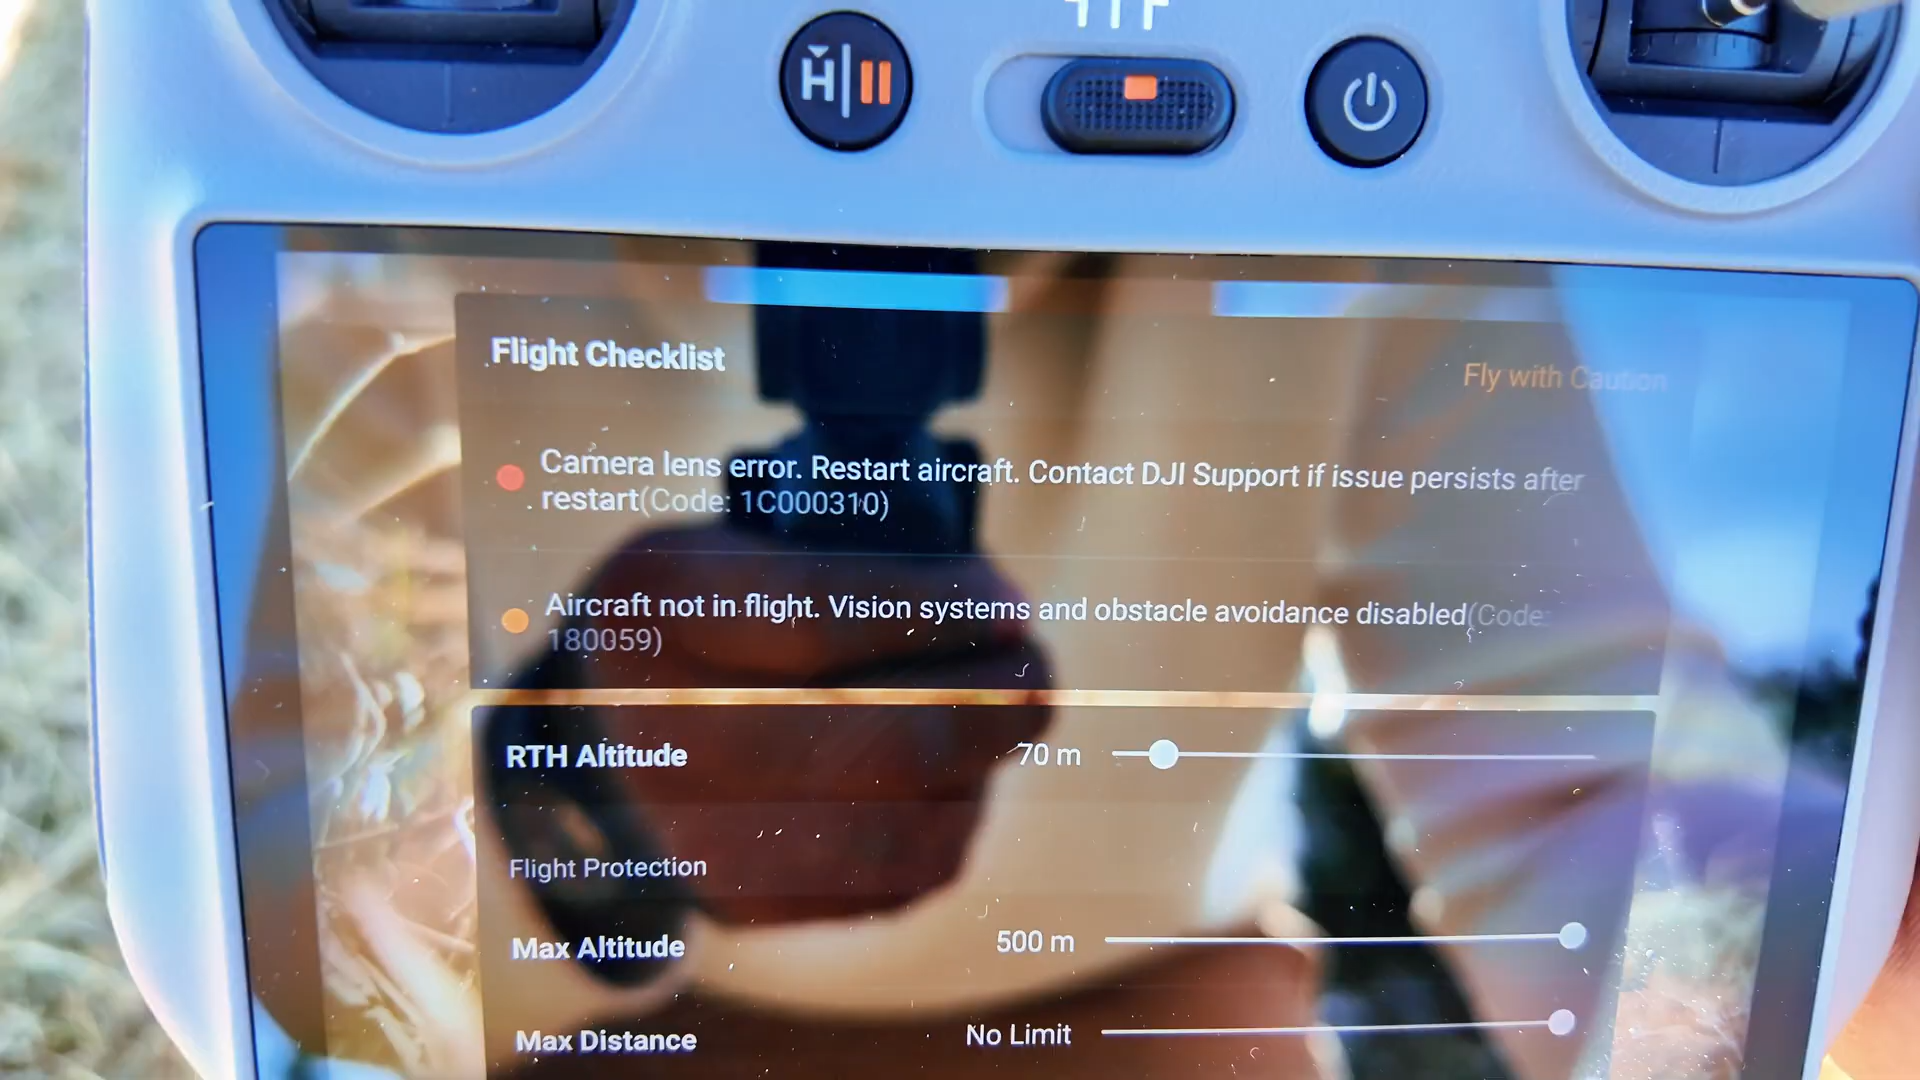 H
Flight Checklist
Fly with Caution
Camera lens error. Restart aircraft. Contact DJI Support if issue persists after
restart(Code: 1C000310)
Aircraft not in flight. Vision systems and obstacle avoidance disabled(Code:
180059)
RTH Altitude 70 m
Flight Protection
Max Altitude 500 m
Max Distance No Limit